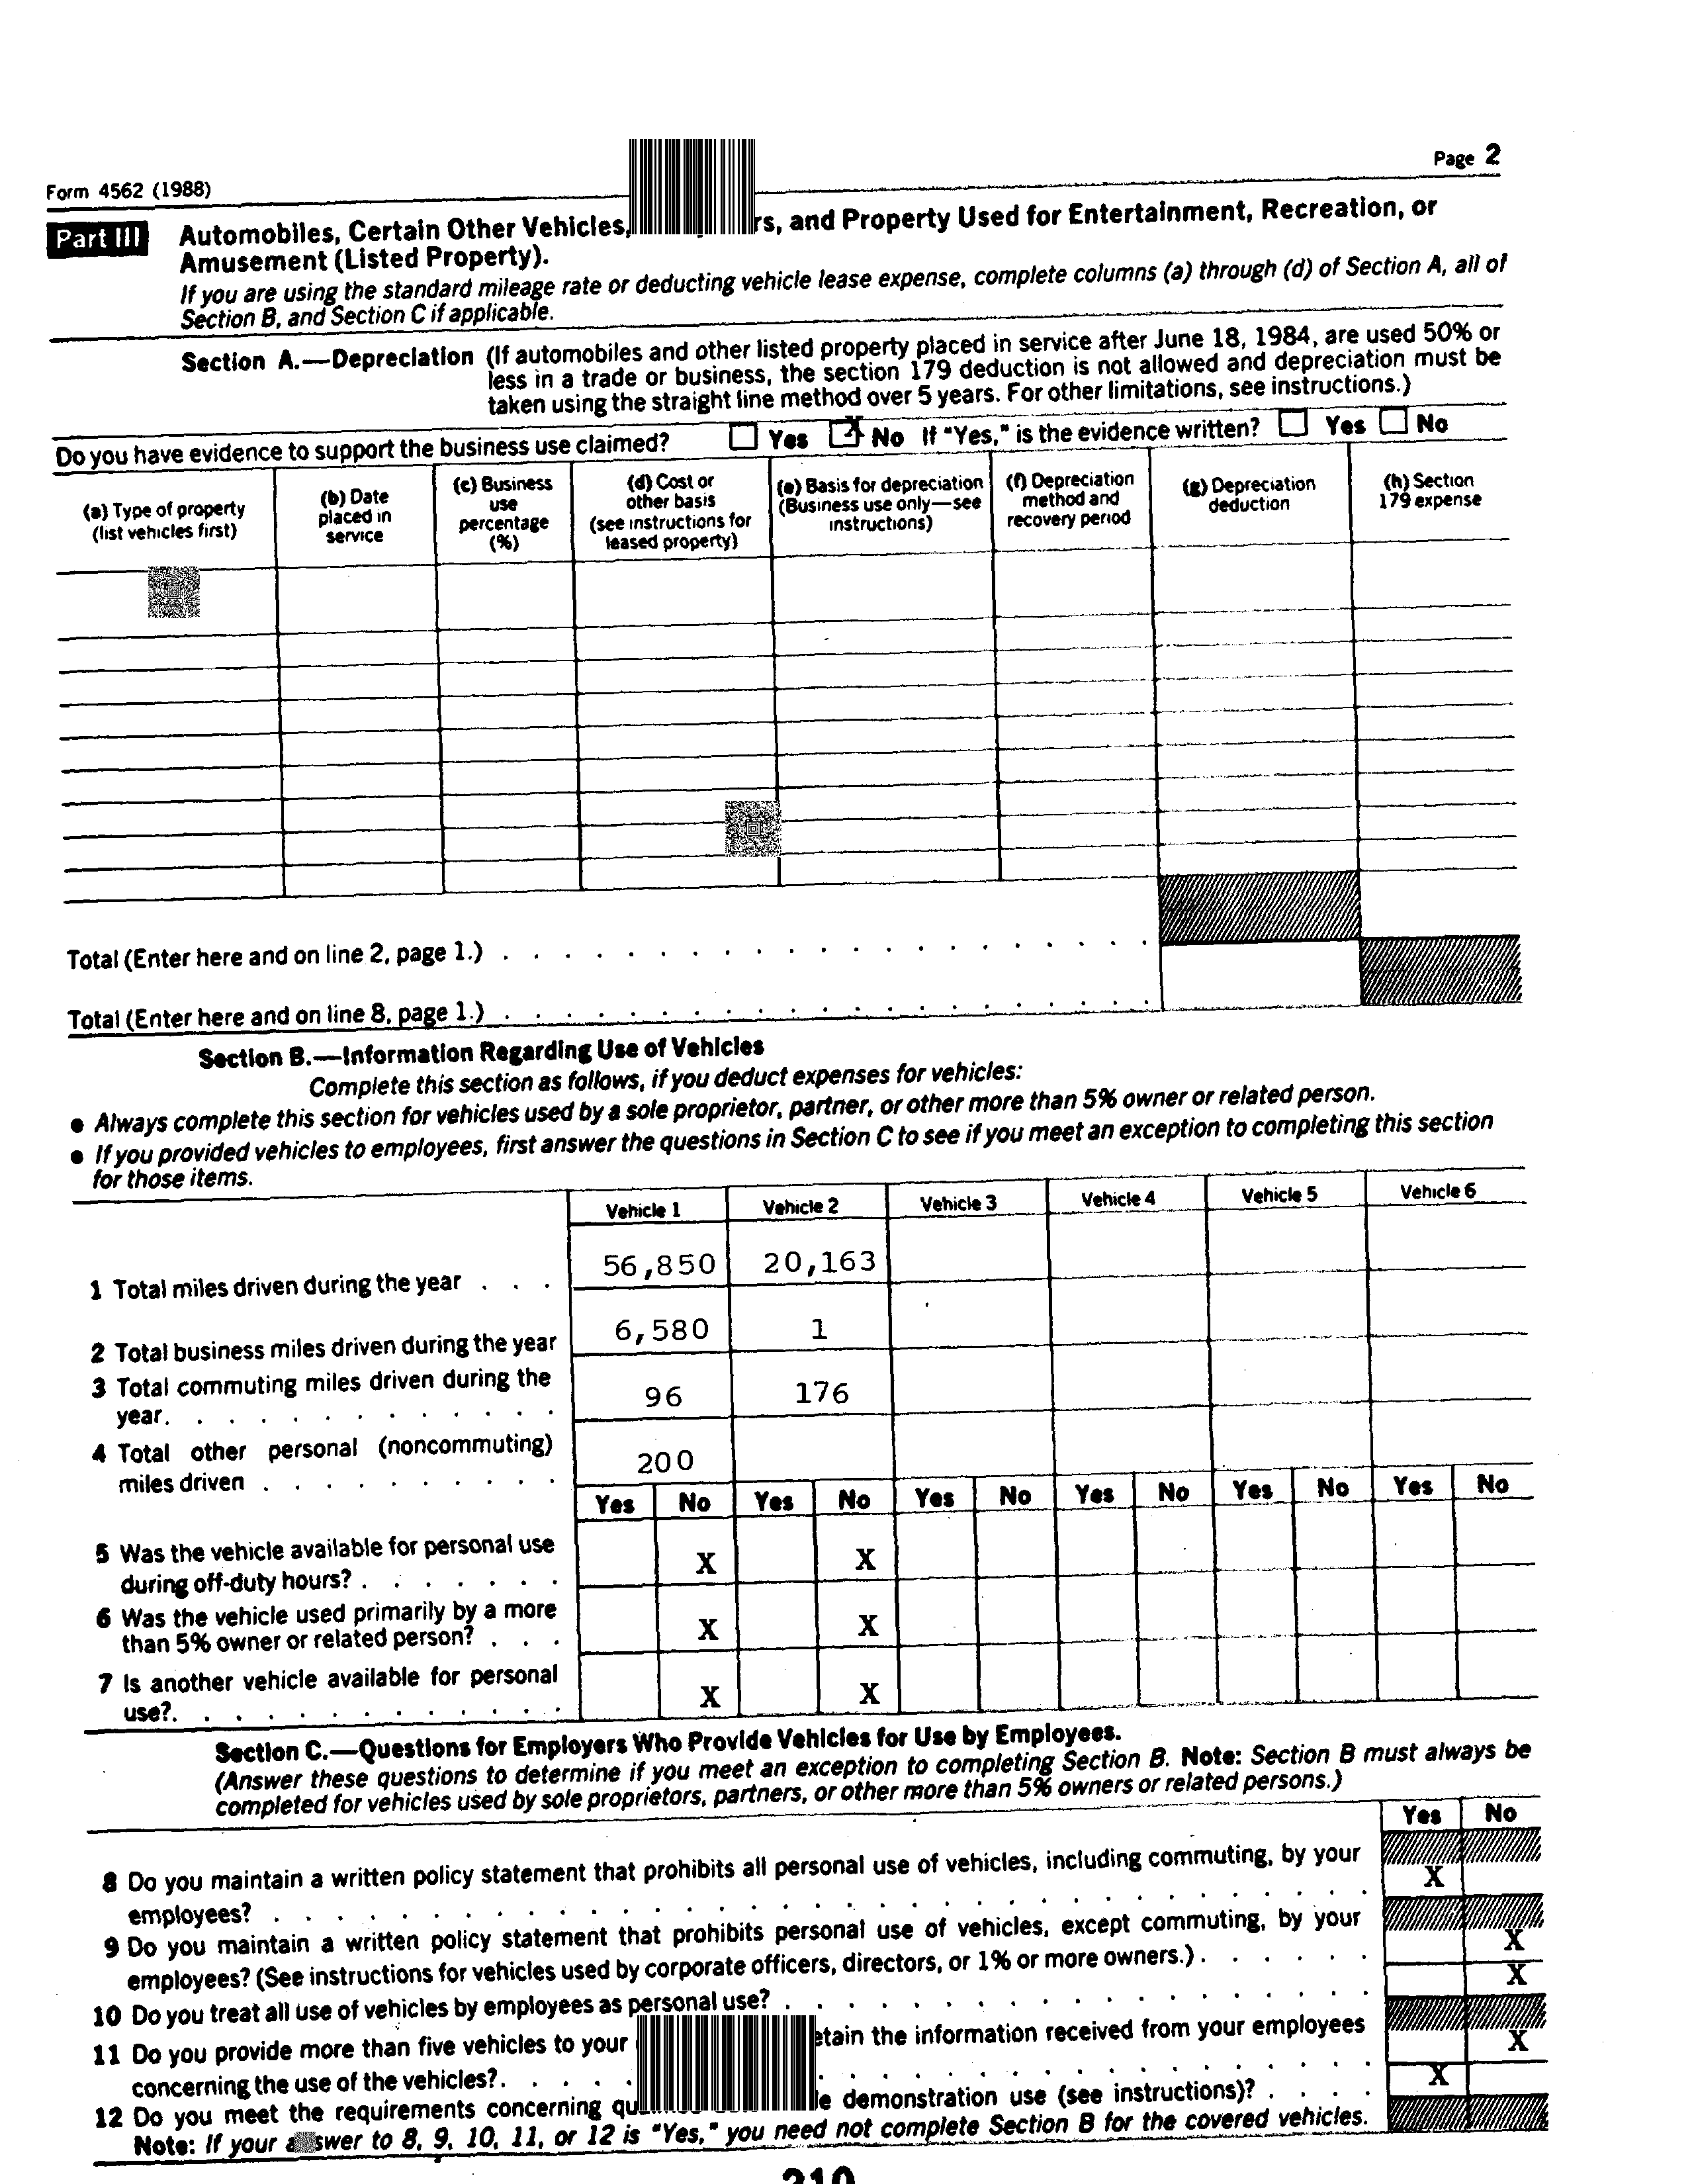 Page 2
Form 4562 (1988)
Part III Automobiles, Certain Other Vehicles, rs, and Property Used for Entertainment, Recreation, or
Amusement (Listed Property).
If you are using the standard mileage rate or deducting vehicle lease expense, complete columns (a) through (d) of Section A, all of
Section B, and Section C if applicable.
Section A.—Depreciation (If automobiles and other listed property placed in service after June 18, 1984, are used 50% or
less in a trade or business, the section 179 deduction is not allowed and depreciation must be
taken using the straight line method over 5 years. For other limitations, see instructions.)
Do you have evidence to support the business use claimed? Yes X No If "Yes," is the evidence written? Yes No
(a) Type of property
(list vehicles first)
(b) Date
placed in
service
(c) Business
use
percentage
(%)
(d) Cost or
other basis
(see instructions for
leased property)
(e) Basis for depreciation
(Business use only—see
instructions)
(f) Depreciation
method and
recovery period
(g) Depreciation
deduction
(h) Section
179 expense
Total (Enter here and on line 2, page 1.) . . . . . . . . . . . . . . . . . . . . . .
Total (Enter here and on line 8, page 1.) . . . . . . . . . . . . . . . . . . . . . .
Section B.—Information Regarding Use of Vehicles
Complete this section as follows, if you deduct expenses for vehicles:
● Always complete this section for vehicles used by a sole proprietor, partner, or other more than 5% owner or related person.
● If you provided vehicles to employees, first answer the questions in Section C to see if you meet an exception to completing this section
for those items.
Vehicle 1 Vehicle 2 Vehicle 3 Vehicle 4 Vehicle 5 Vehicle 6
1 Total miles driven during the year . . . 56,850 20,163
2 Total business miles driven during the year 6,580 1
3 Total commuting miles driven during the
year. . . . . . . . . . . . . . 96 176
4 Total other personal (noncommuting)
miles driven . . . . . . . . . . 200
Yes No Yes No Yes No Yes No Yes No Yes No
5 Was the vehicle available for personal use
during off-duty hours? . . . . . . . X X
6 Was the vehicle used primarily by a more
than 5% owner or related person? . . . X X
7 Is another vehicle available for personal
use?. . . . . . . . . . . . . X X
Section C.—Questions for Employers Who Provide Vehicles for Use by Employees.
(Answer these questions to determine if you meet an exception to completing Section B. Note: Section B must always be
completed for vehicles used by sole proprietors, partners, or other more than 5% owners or related persons.)
Yes No
8 Do you maintain a written policy statement that prohibits all personal use of vehicles, including commuting, by your
employees? . . . . . . . . . . . . . . . . . . . . . . . . . X
9 Do you maintain a written policy statement that prohibits personal use of vehicles, except commuting, by your
employees? (See instructions for vehicles used by corporate officers, directors, or 1% or more owners.) . . . . . . X
10 Do you treat all use of vehicles by employees as personal use? . . . . . . . . . . . . . . . X
11 Do you provide more than five vehicles to your etain the information received from your employees
concerning the use of the vehicles?. . . . . . . . . . . . . . . . . X
12 Do you meet the requirements concerning qu le demonstration use (see instructions)? . . . . X
Note: If your a swer to 8, 9, 10, 11, or 12 is "Yes," you need not complete Section B for the covered vehicles.
210